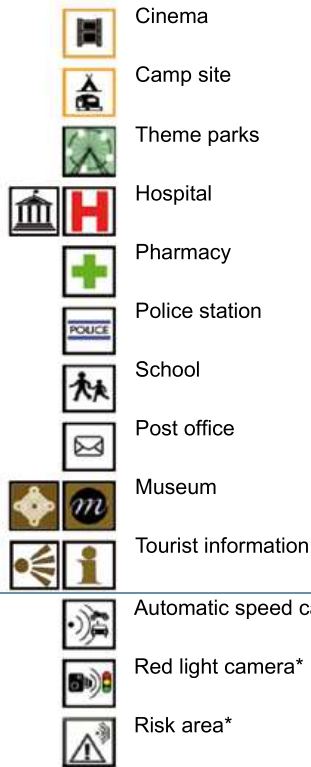 Cinema
Camp site
Theme parks
H Hospital
Pharmacy
POLICE Police station
School
Post office
m Museum
i Tourist information
Automatic speed ca
Red light camera*
Risk area*